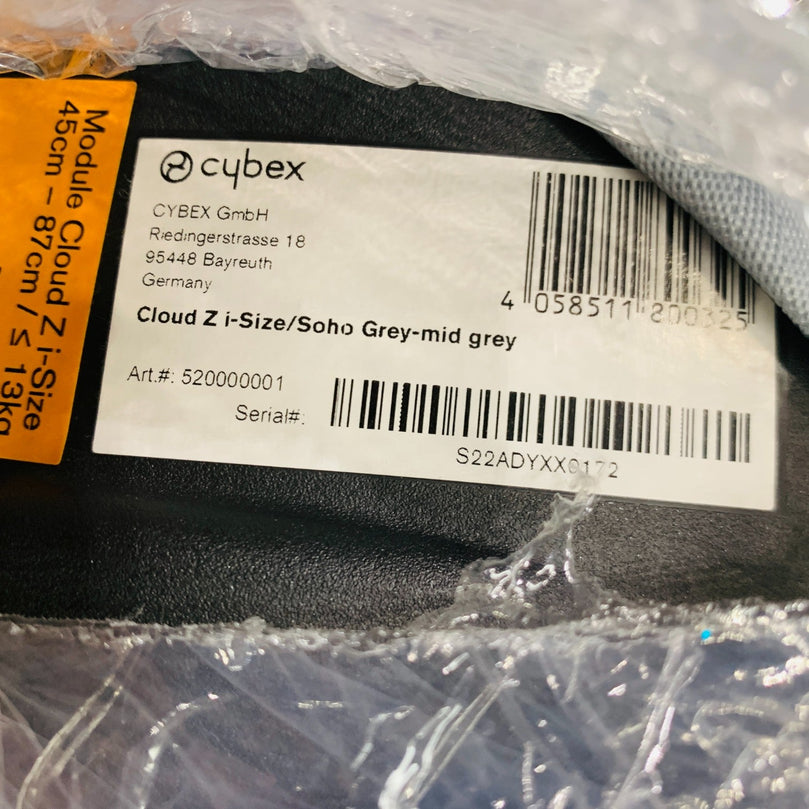 Module Cloud Z i-Size
45cm – 87cm / ≤ 13kg
cybex
CYBEX GmbH
Riedingerstrasse 18
95448 Bayreuth
Germany
Cloud Z i-Size/Soho Grey-mid grey
Art.#: 520000001
Serial#:
S22ADYXX0172
4 058511 800325